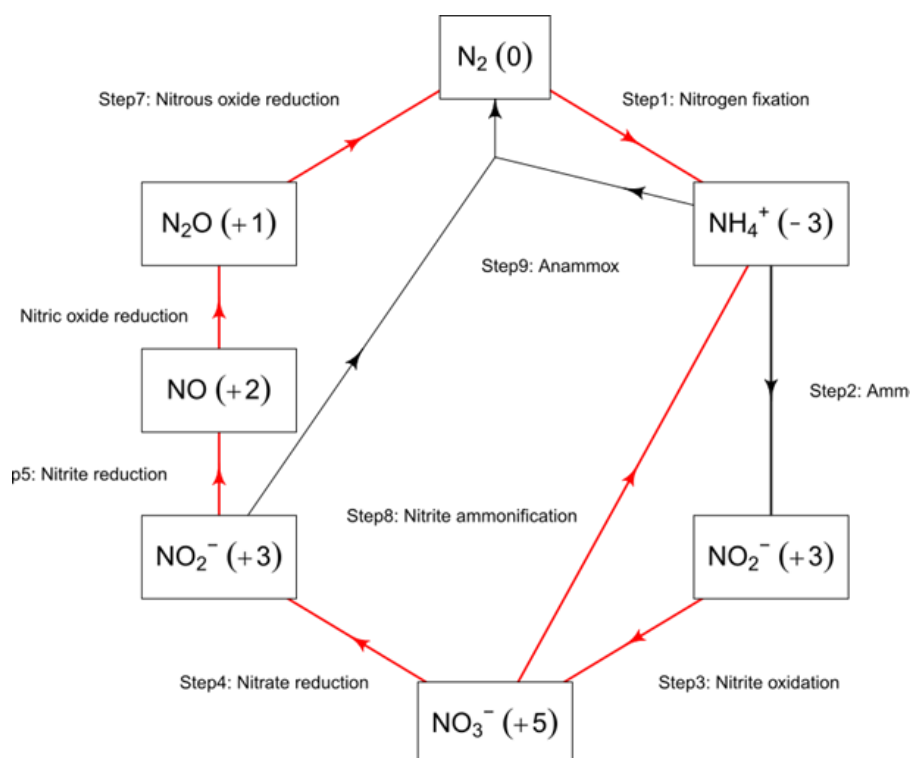 N₂ (0)
Step7: Nitrous oxide reduction
Step1: Nitrogen fixation
N₂O (+1)
NH₄⁺ (-3)
Step9: Anammox
Nitric oxide reduction
NO (+2)
Step2: Amm
p5: Nitrite reduction
Step8: Nitrite ammonification
NO₂⁻ (+3)
NO₂⁻ (+3)
Step4: Nitrate reduction
Step3: Nitrite oxidation
NO₃⁻ (+5)